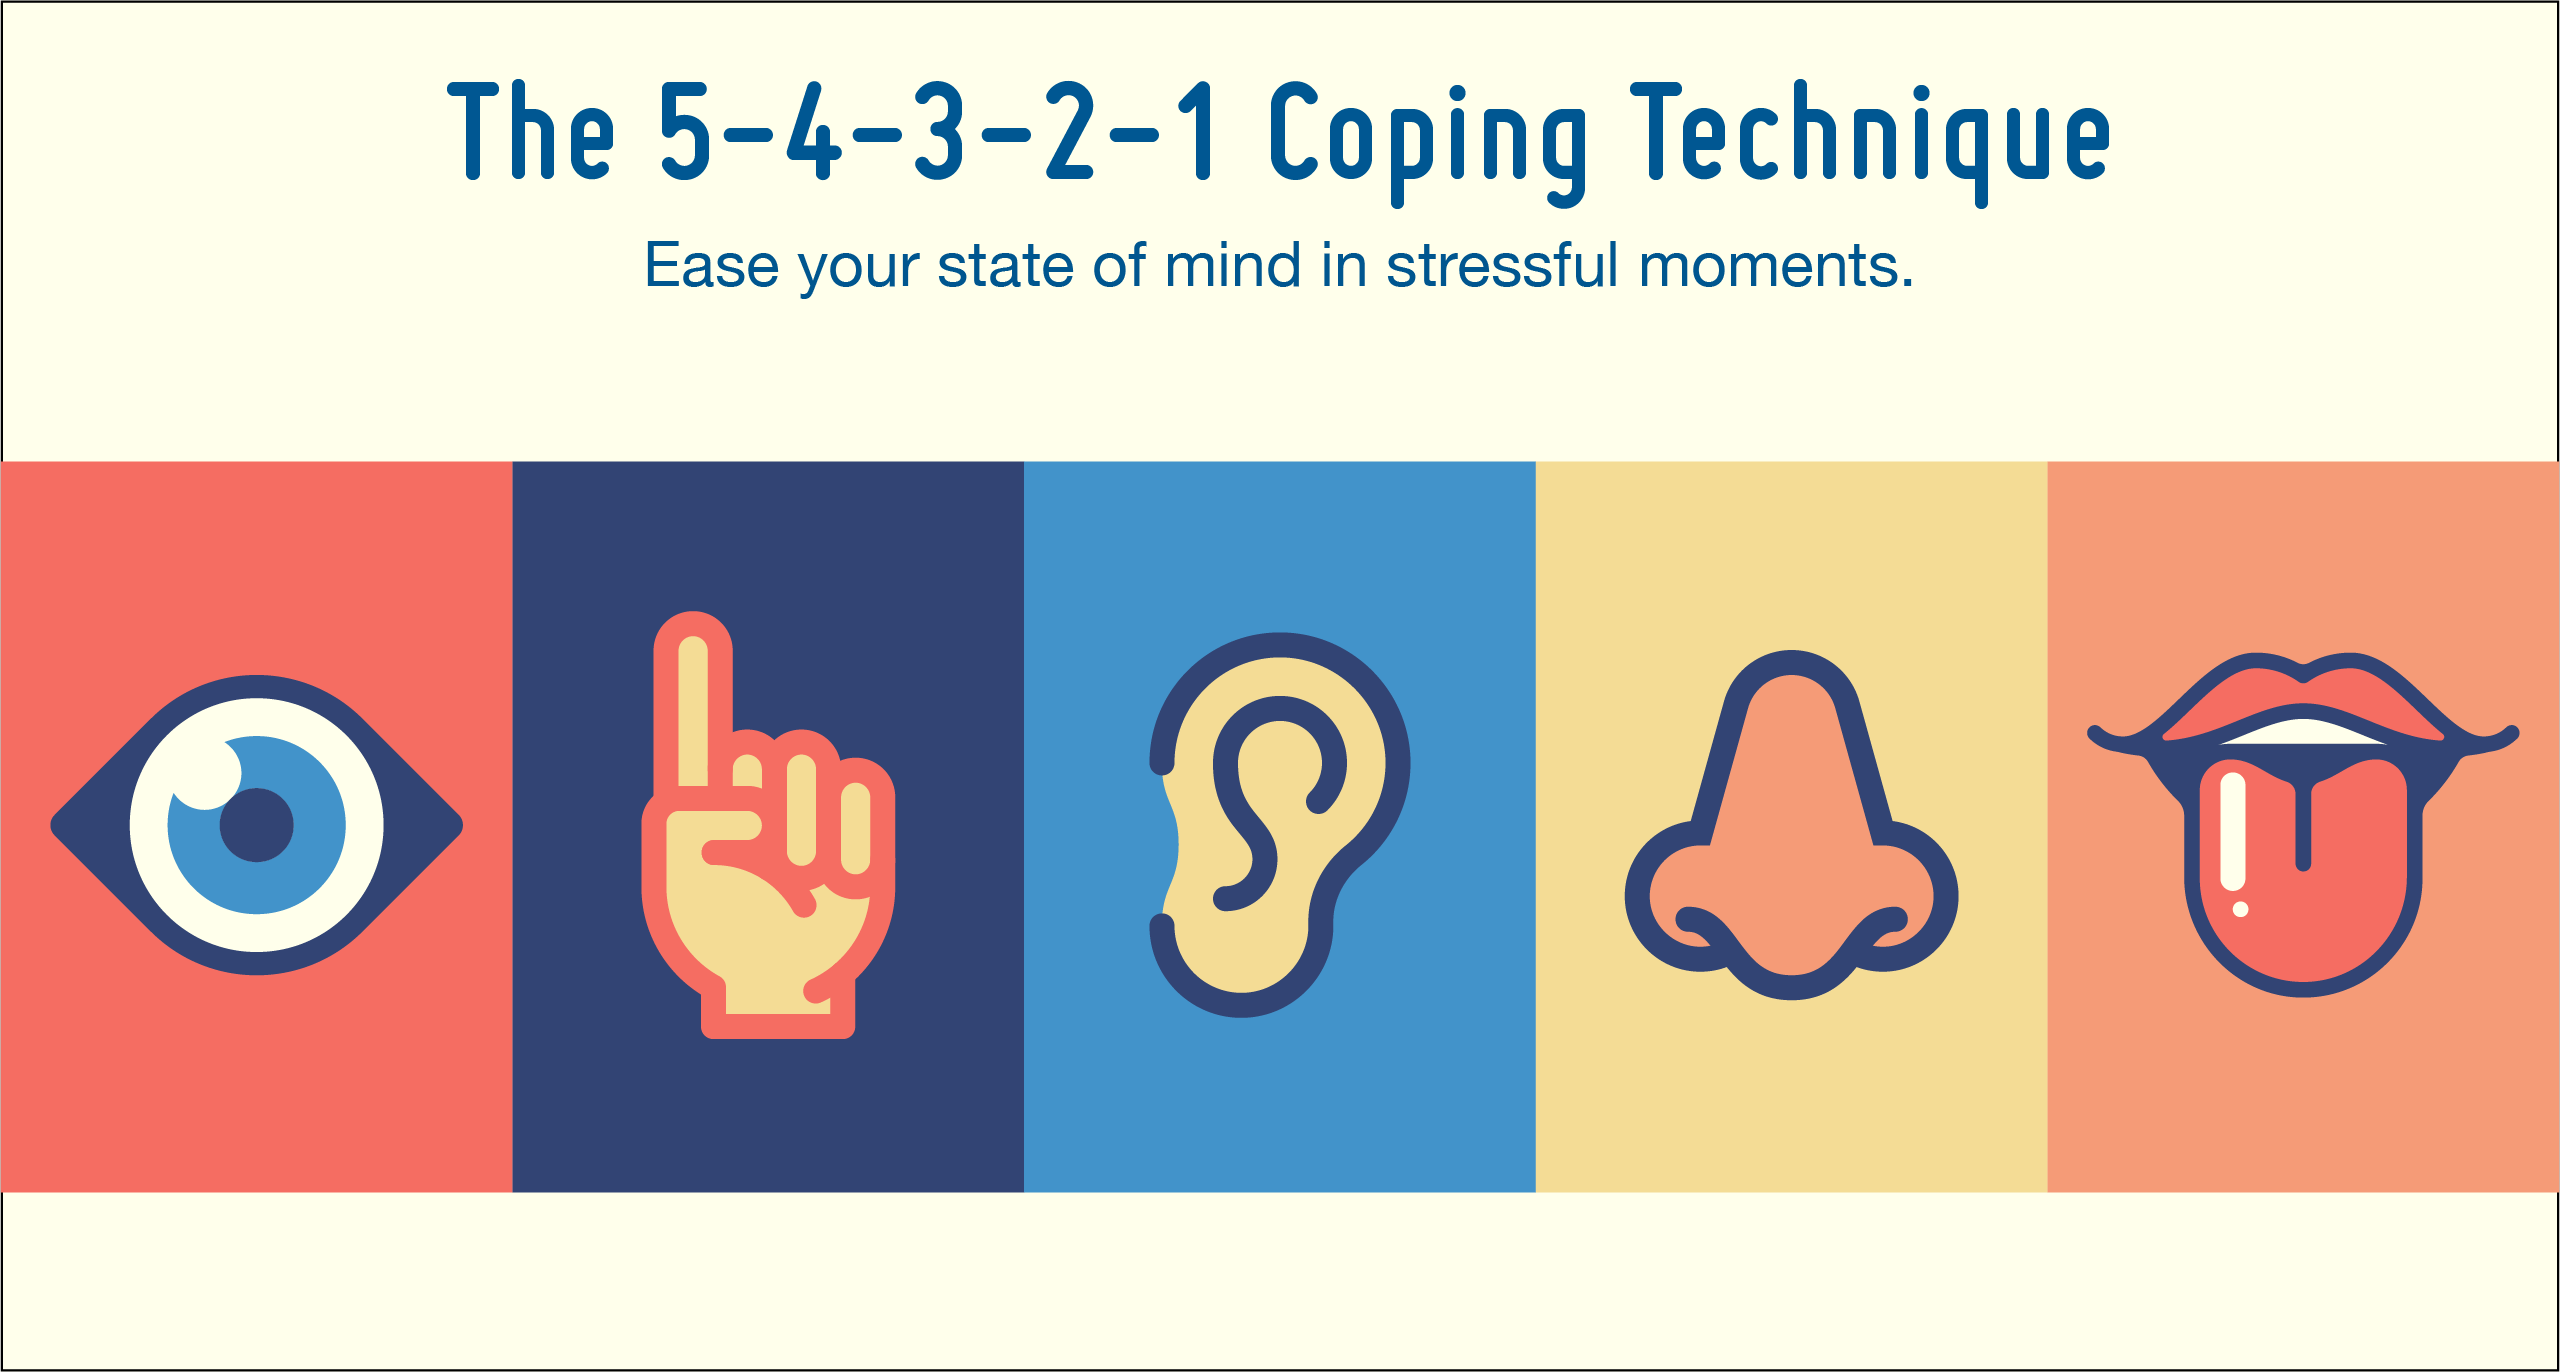 The 5-4-3-2-1 Coping Technique
Ease your state of mind in stressful moments.